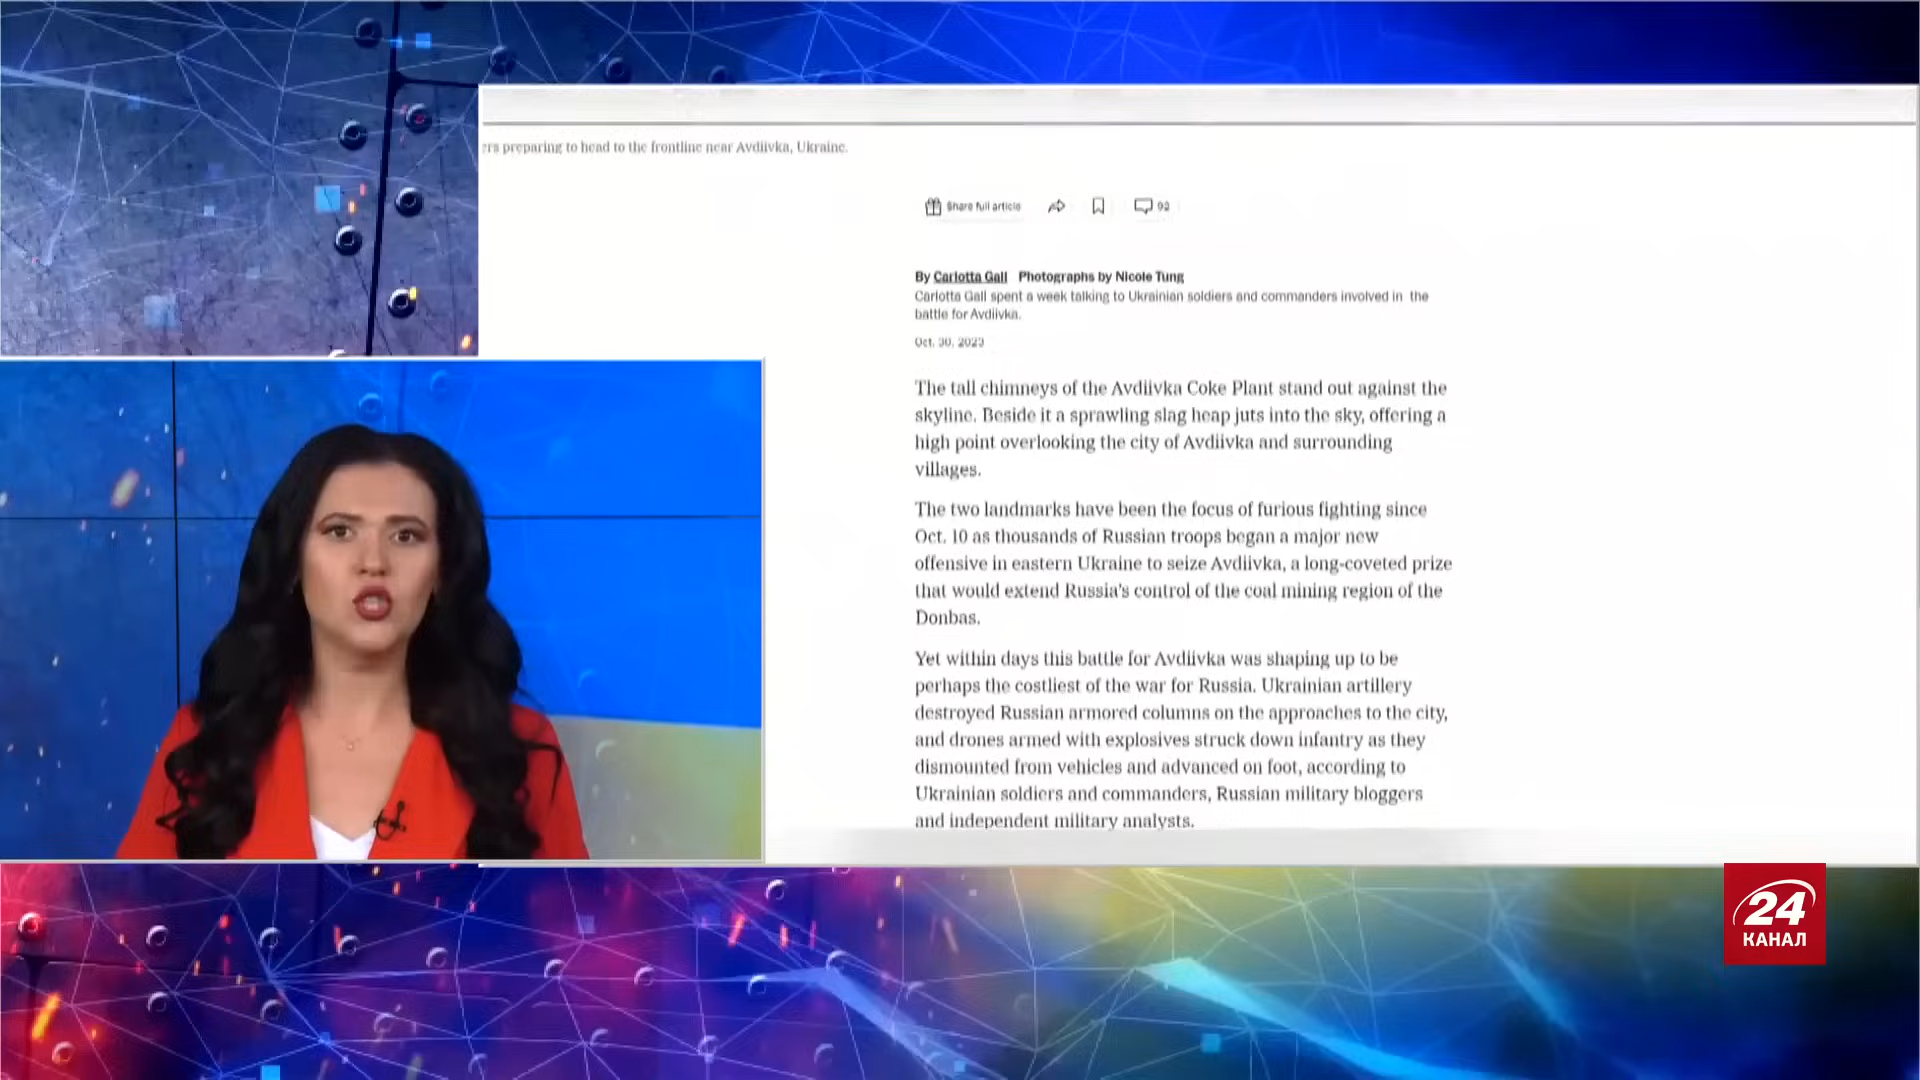 preparing to head to the frontline near Avdiivka, Ukraine.
Share full article
92
By Carlotta Gall Photographs by Nicole Tung
Carlotta Gall spent a week talking to Ukrainian soldiers and commanders involved in the
battle for Avdiivka.
Oct. 30, 2023
The tall chimneys of the Avdiivka Coke Plant stand out against the
skyline. Beside it a sprawling slag heap juts into the sky, offering a
high point overlooking the city of Avdiivka and surrounding
villages.
The two landmarks have been the focus of furious fighting since
Oct. 10 as thousands of Russian troops began a major new
offensive in eastern Ukraine to seize Avdiivka, a long-coveted prize
that would extend Russia's control of the coal mining region of the
Donbas.
Yet within days this battle for Avdiivka was shaping up to be
perhaps the costliest of the war for Russia. Ukrainian artillery
destroyed Russian armored columns on the approaches to the city,
and drones armed with explosives struck down infantry as they
dismounted from vehicles and advanced on foot, according to
Ukrainian soldiers and commanders, Russian military bloggers
and independent military analysts.
24
КАНАЛ